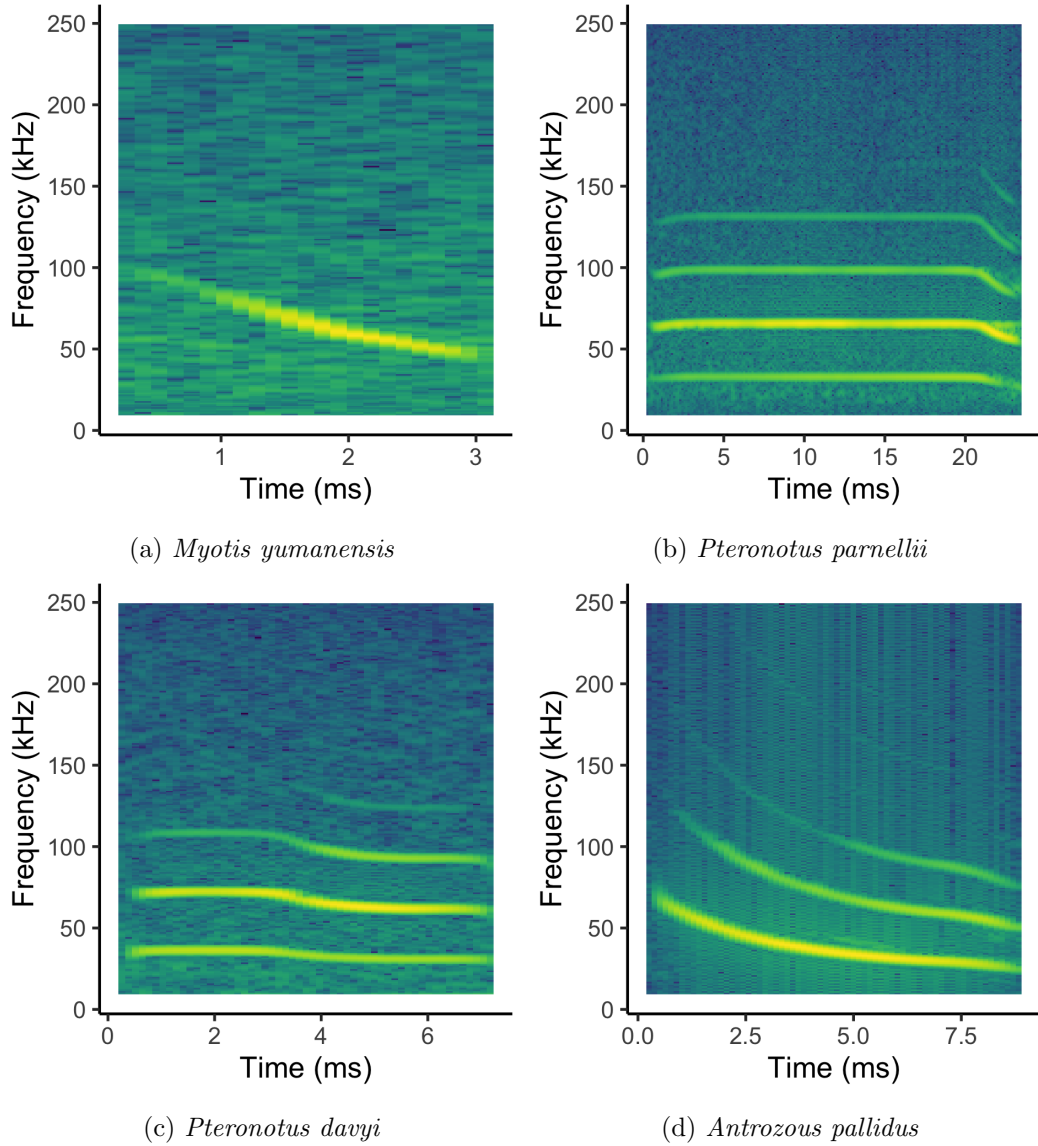 250
200
150
100
50
0
Frequency (kHz)
1 2 3
Time (ms)
(a) Myotis yumanensis
250
200
150
100
50
0
Frequency (kHz)
0 5 10 15 20
Time (ms)
(b) Pteronotus parnellii
250
200
150
100
50
0
Frequency (kHz)
0 2 4 6
Time (ms)
(c) Pteronotus davyi
250
200
150
100
50
0
Frequency (kHz)
0.0 2.5 5.0 7.5
Time (ms)
(d) Antrozous pallidus